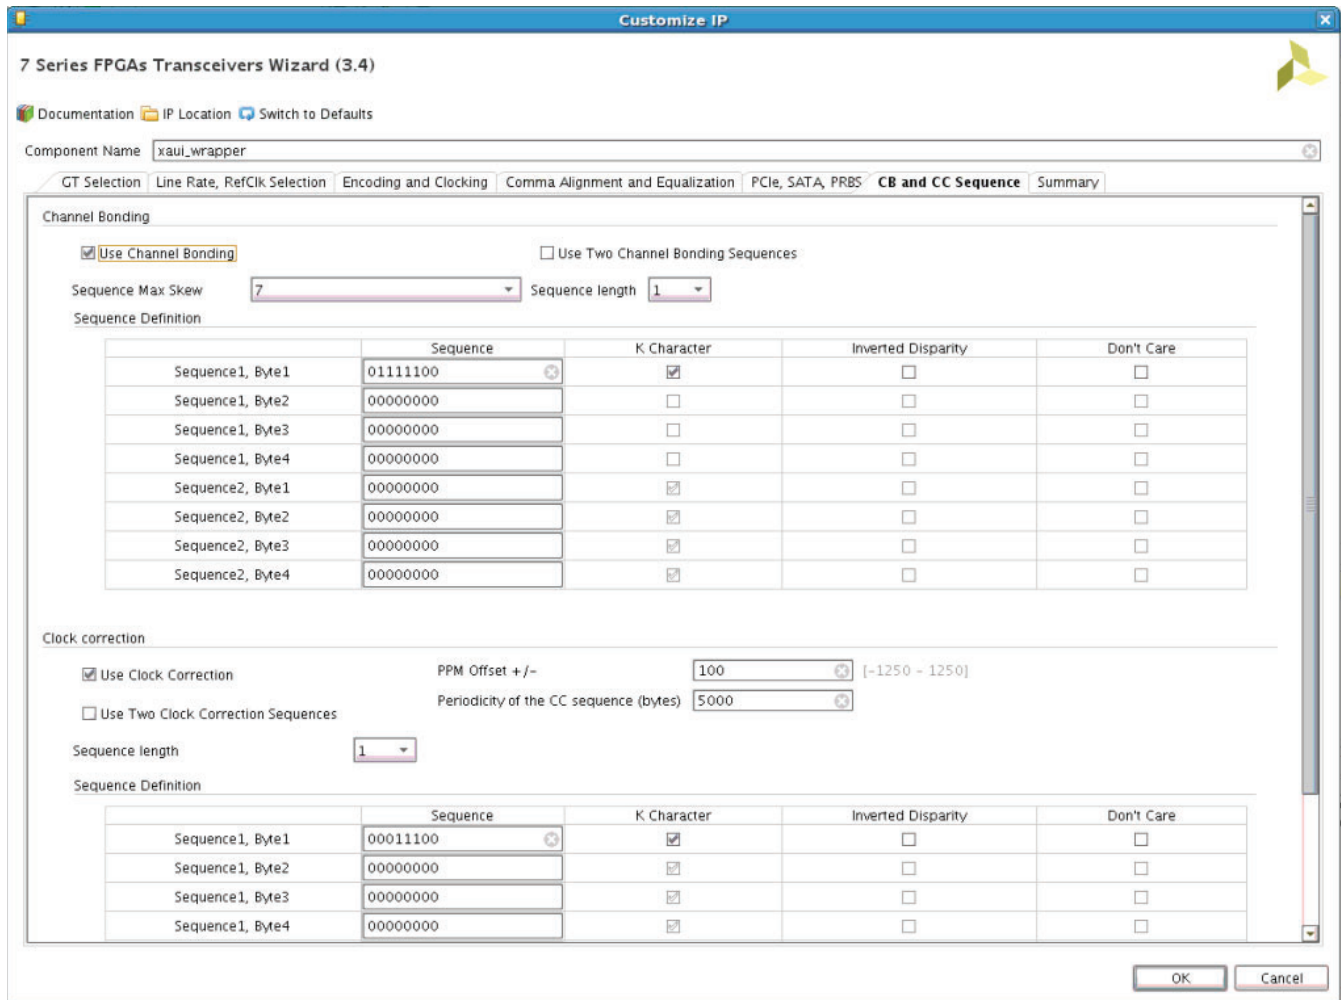 Customize IP
7 Series FPGAs Transceivers Wizard (3.4)
Documentation IP Location Switch to Defaults
Component Name xaui_wrapper
GT Selection Line Rate, RefClk Selection Encoding and Clocking Comma Alignment and Equalization PCIe, SATA, PRBS CB and CC Sequence Summary
Channel Bonding
Use Channel Bonding Use Two Channel Bonding Sequences
Sequence Max Skew 7 Sequence length 1
Sequence Definition
Sequence K Character Inverted Disparity Don't Care
Sequence1, Byte1 01111100
Sequence1, Byte2 00000000
Sequence1, Byte3 00000000
Sequence1, Byte4 00000000
Sequence2, Byte1 00000000
Sequence2, Byte2 00000000
Sequence2, Byte3 00000000
Sequence2, Byte4 00000000
Clock correction
Use Clock Correction PPM Offset +/- 100 [-1250 - 1250]
Periodicity of the CC sequence (bytes) 5000
Use Two Clock Correction Sequences
Sequence length 1
Sequence Definition
Sequence K Character Inverted Disparity Don't Care
Sequence1, Byte1 00011100
Sequence1, Byte2 00000000
Sequence1, Byte3 00000000
Sequence1, Byte4 00000000
OK Cancel